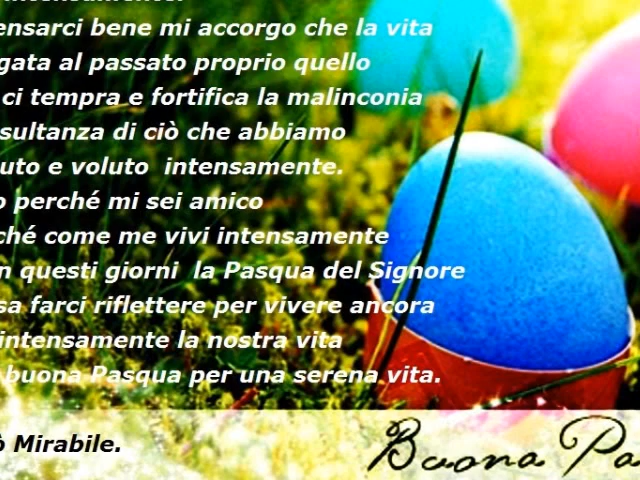 ensarci bene mi accorgo che la vita
gata al passato proprio quello
ci tempra e fortifica la malinconia
sultanza di ciò che abbiamo
uto e voluto intensamente.
o perché mi sei amico
ché come me vivi intensamente
n questi giorni la Pasqua del Signore
sa farci riflettere per vivere ancora
intensamente la nostra vita
buona Pasqua per una serena vita.
ò Mirabile.
Buona Pa